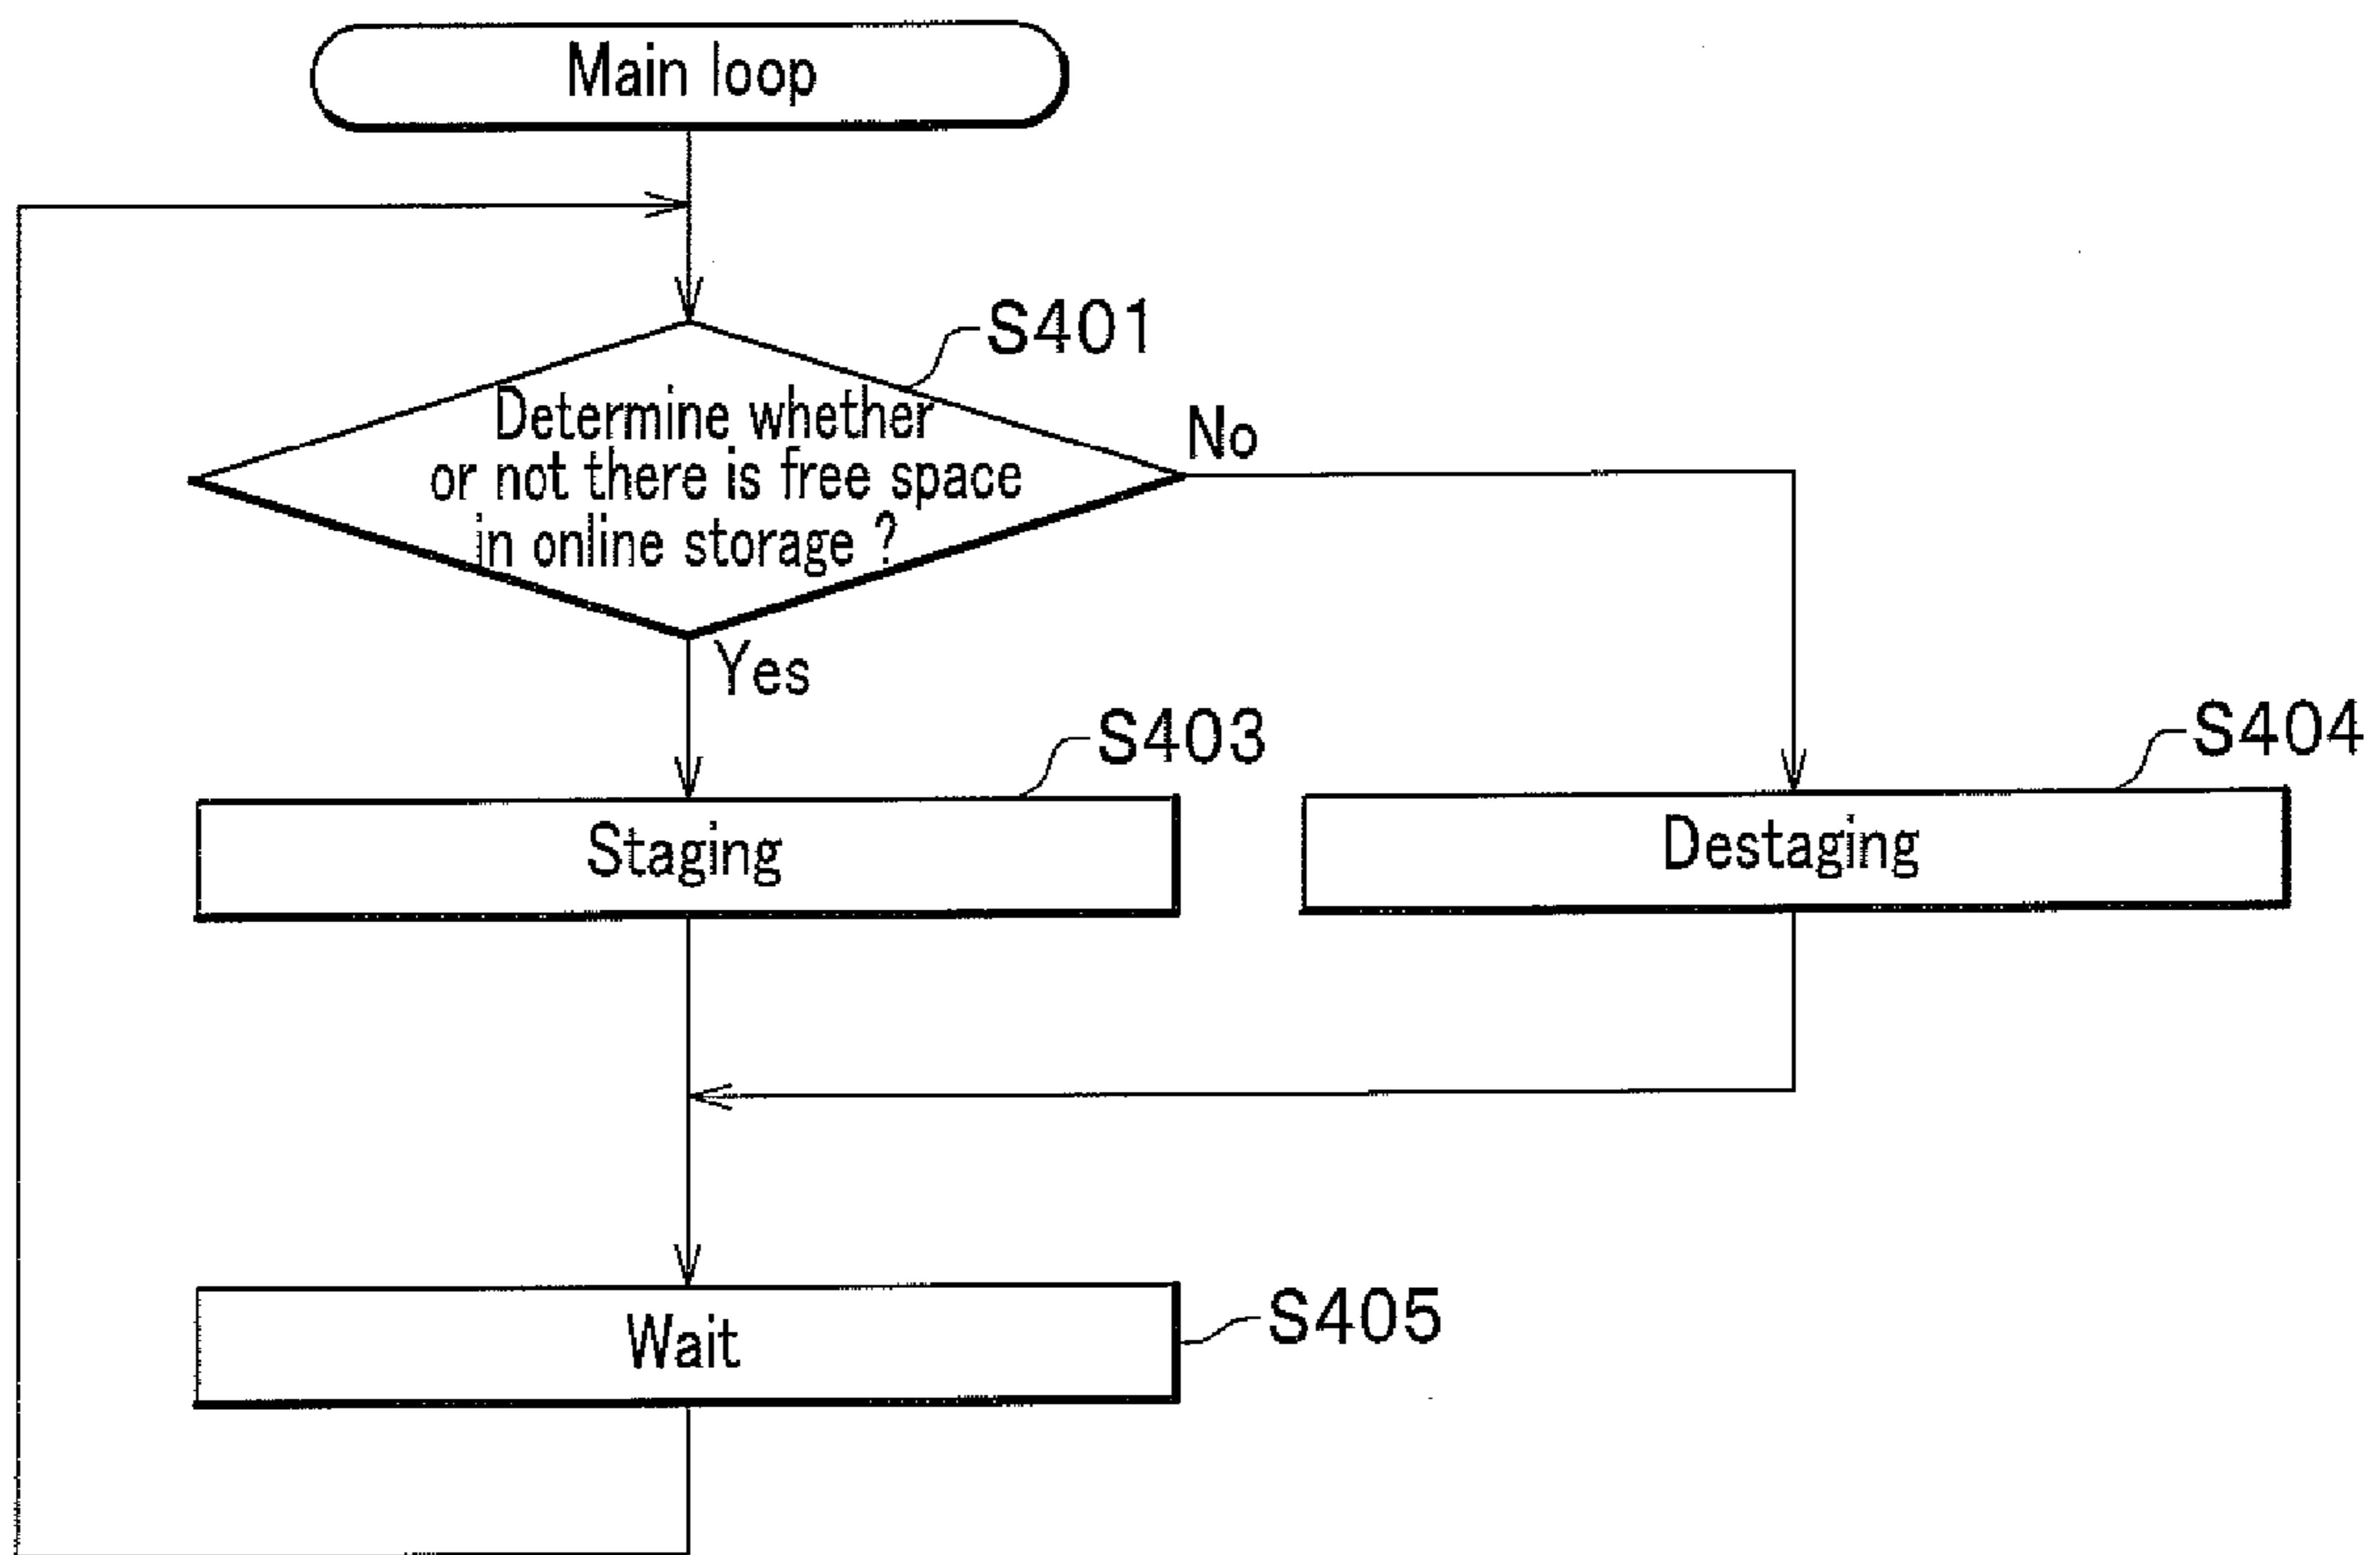 Main loop
S401
Determine whether
or not there is free space
in online storage ?
No
Yes
S403
S404
Staging
Destaging
Wait
S405